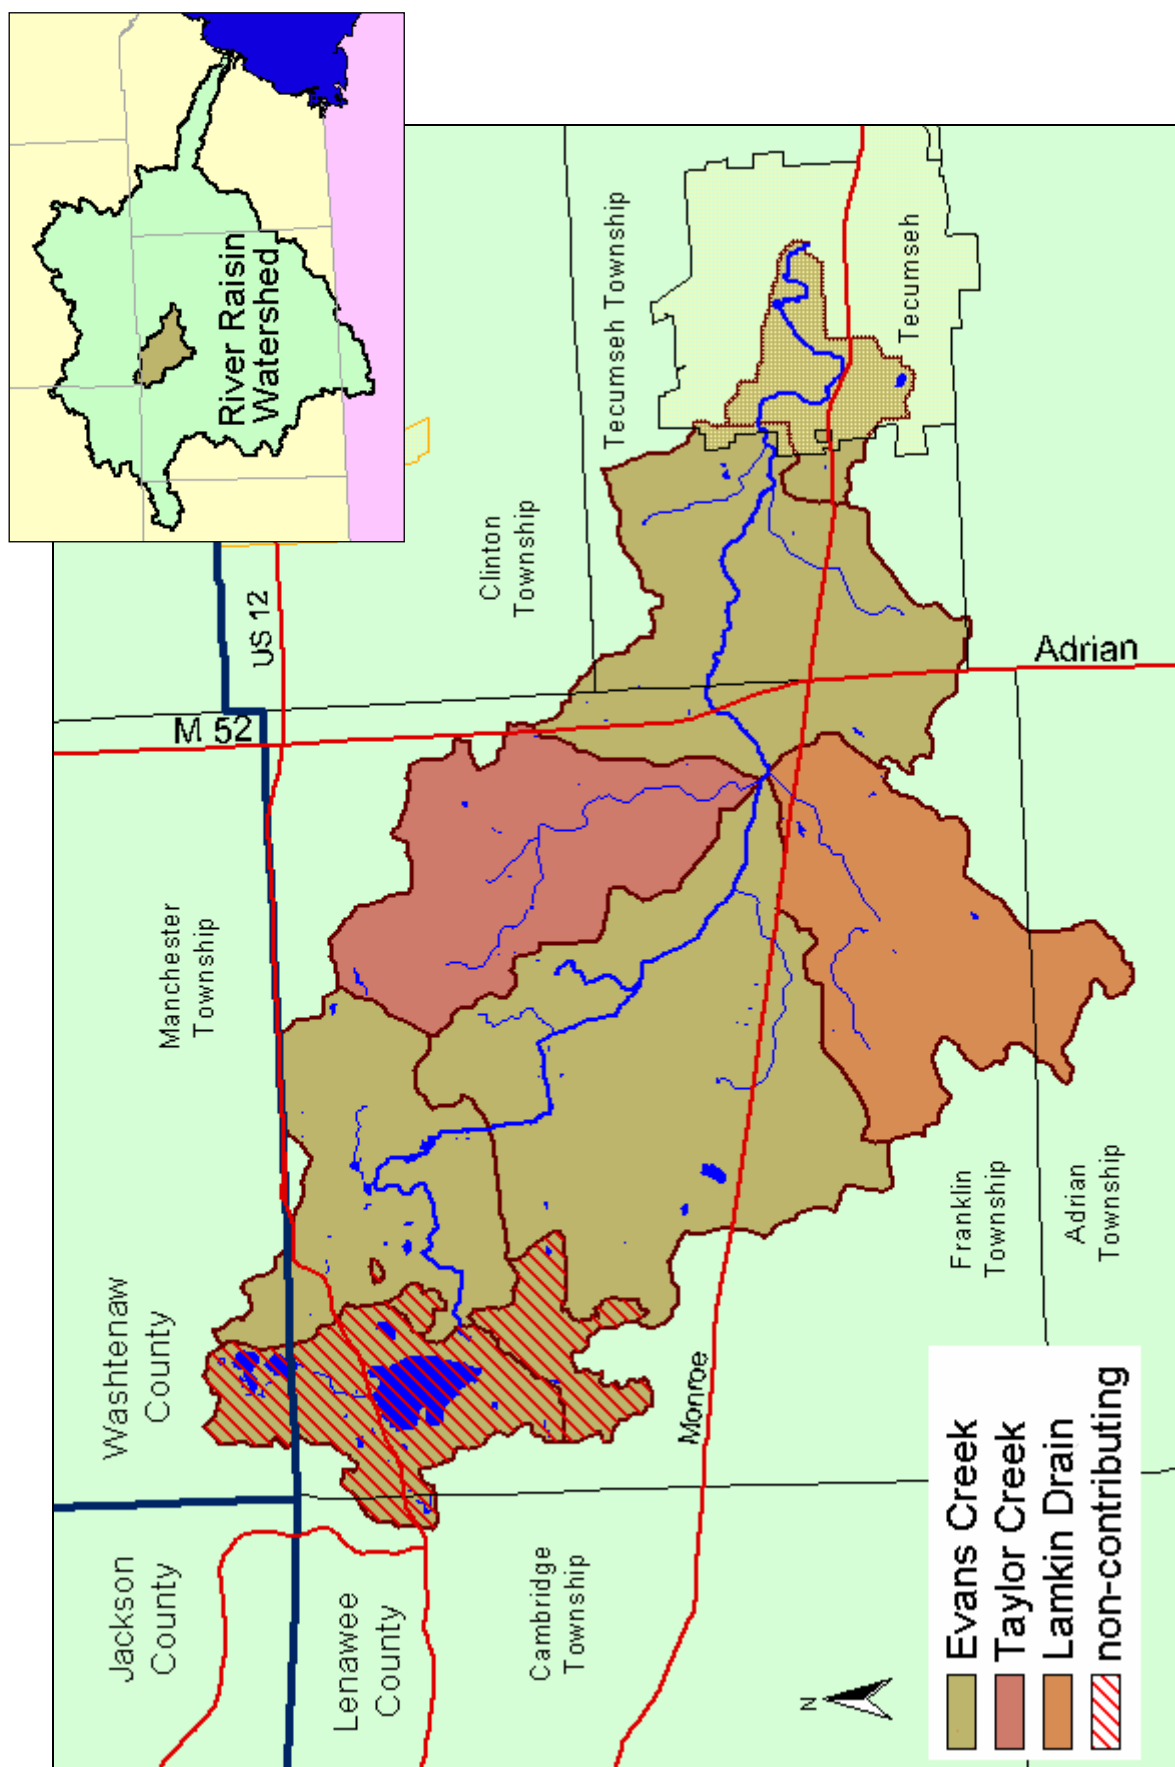 River Raisin
Watershed
Washtenaw
County
Jackson
County
Lenawee
County
Manchester
Township
M 52
US 12
Clinton
Township
Tecumseh Township
Tecumseh
Adrian
Cambridge
Township
Monroe
Franklin
Township
Adrian
Township
N
Evans Creek
Taylor Creek
Lamkin Drain
non-contributing